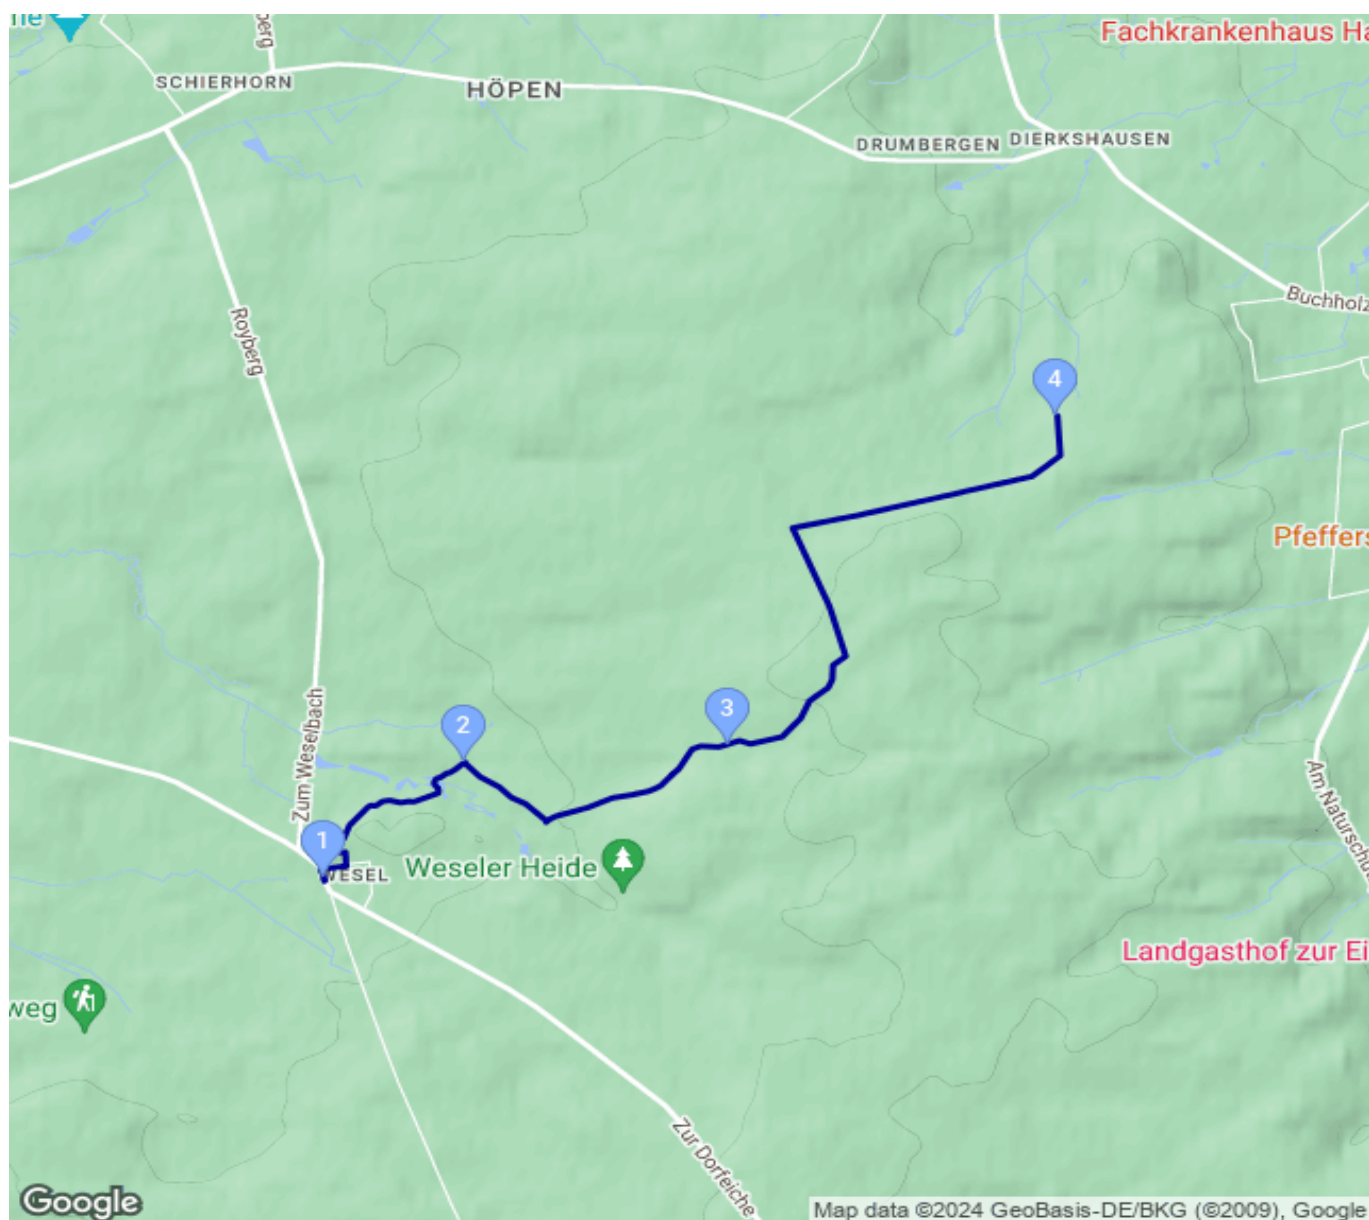 Fachkrankenhaus Ha
SCHIERHORN
HÖPEN
DRUMBERGEN
DIERKSHAUSEN
Buchholz
Royberg
4
Pfeffers
3
2
Zum Weselbach
1
WESEL
Weseler Heide
Am Naturschu
Landgasthof zur Ei
weg
Zur Dorfeiche
Google
Map data ©2024 GeoBasis-DE/BKG (©2009), Google